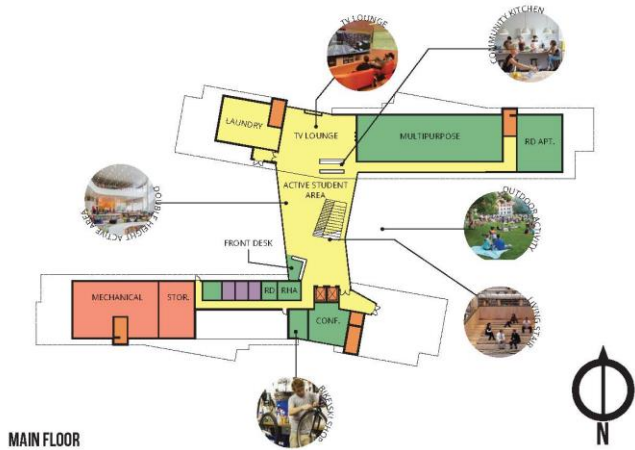 TV LOUNGE
COMMUNITY KITCHEN
LAUNDRY
TV LOUNGE
MULTIPURPOSE
RD APT.
DOUBLE HEIGHT ACTIVE AREA
ACTIVE STUDENT
AREA
OUTDOOR ACTIVITY
FRONT DESK
MECHANICAL
STOR.
RD
RHA
CONF.
LIVING STAIR
MAIN FLOOR
N